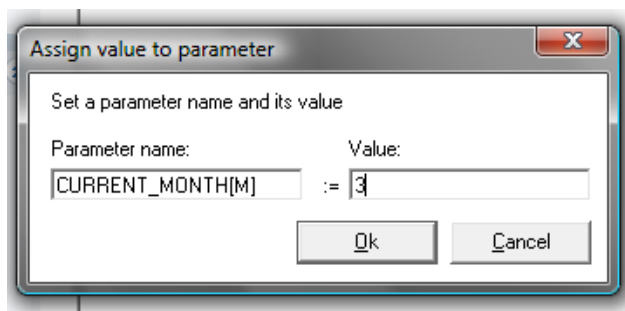 Assign value to parameter
Set a parameter name and its value
Parameter name: Value:
CURRENT_MONTH[M] := 3
Ok Cancel